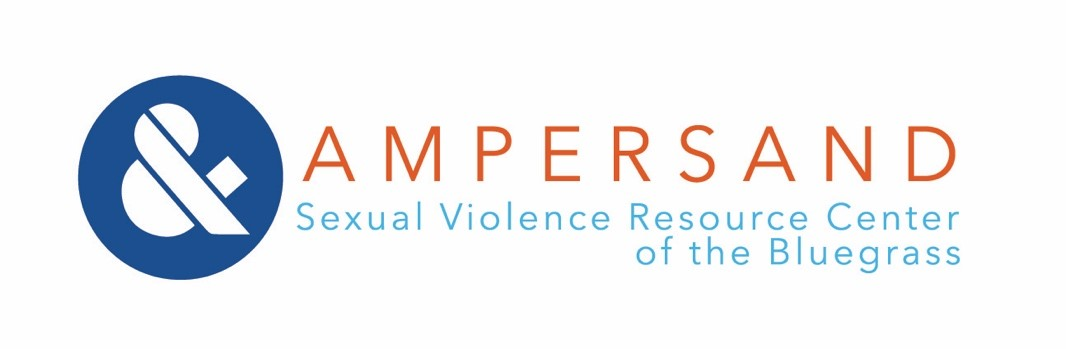 &
AMPERSAND
Sexual Violence Resource Center
of the Bluegrass